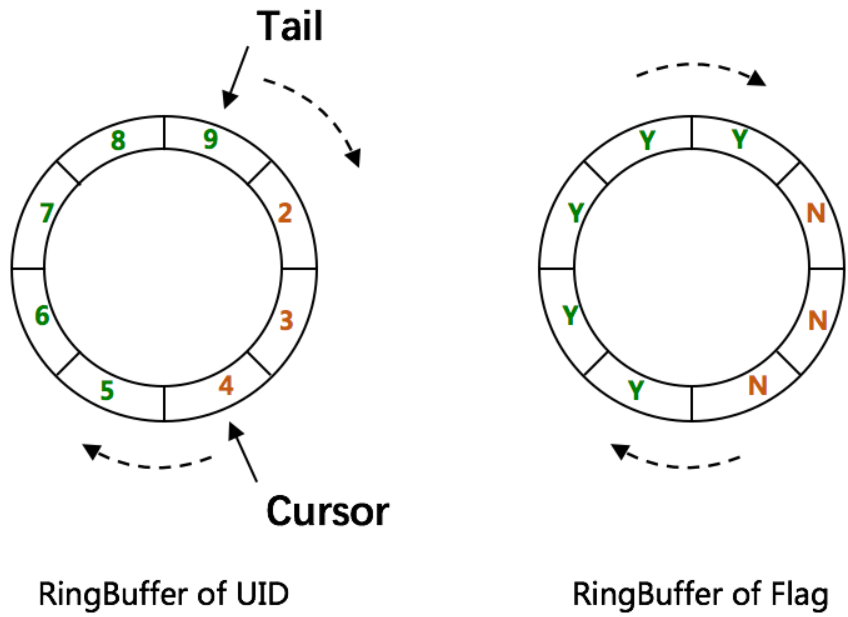 Tail
8 9
7 2
6 3
5 4
Cursor
RingBuffer of UID
Y Y
Y N
Y N
Y N
RingBuffer of Flag